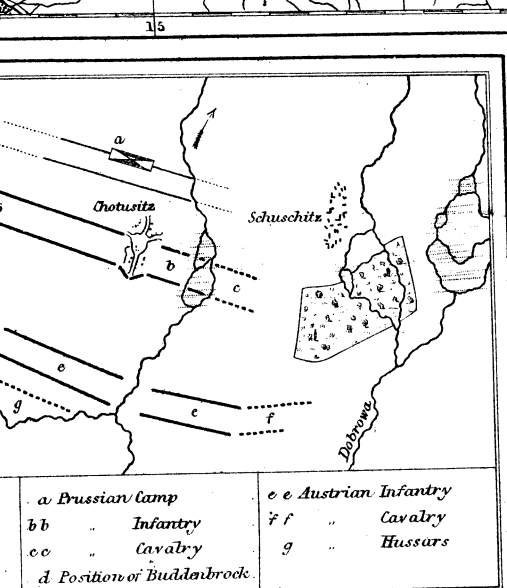 15
a
Chotusitz
Schuschitz
b
c
e
e
f
g
Dobrowa
a Prussian Camp
b b " Infantry
c c " Cavalry
d Position of Buddenbrock.
e e Austrian Infantry
f f " Cavalry
g " Hussars